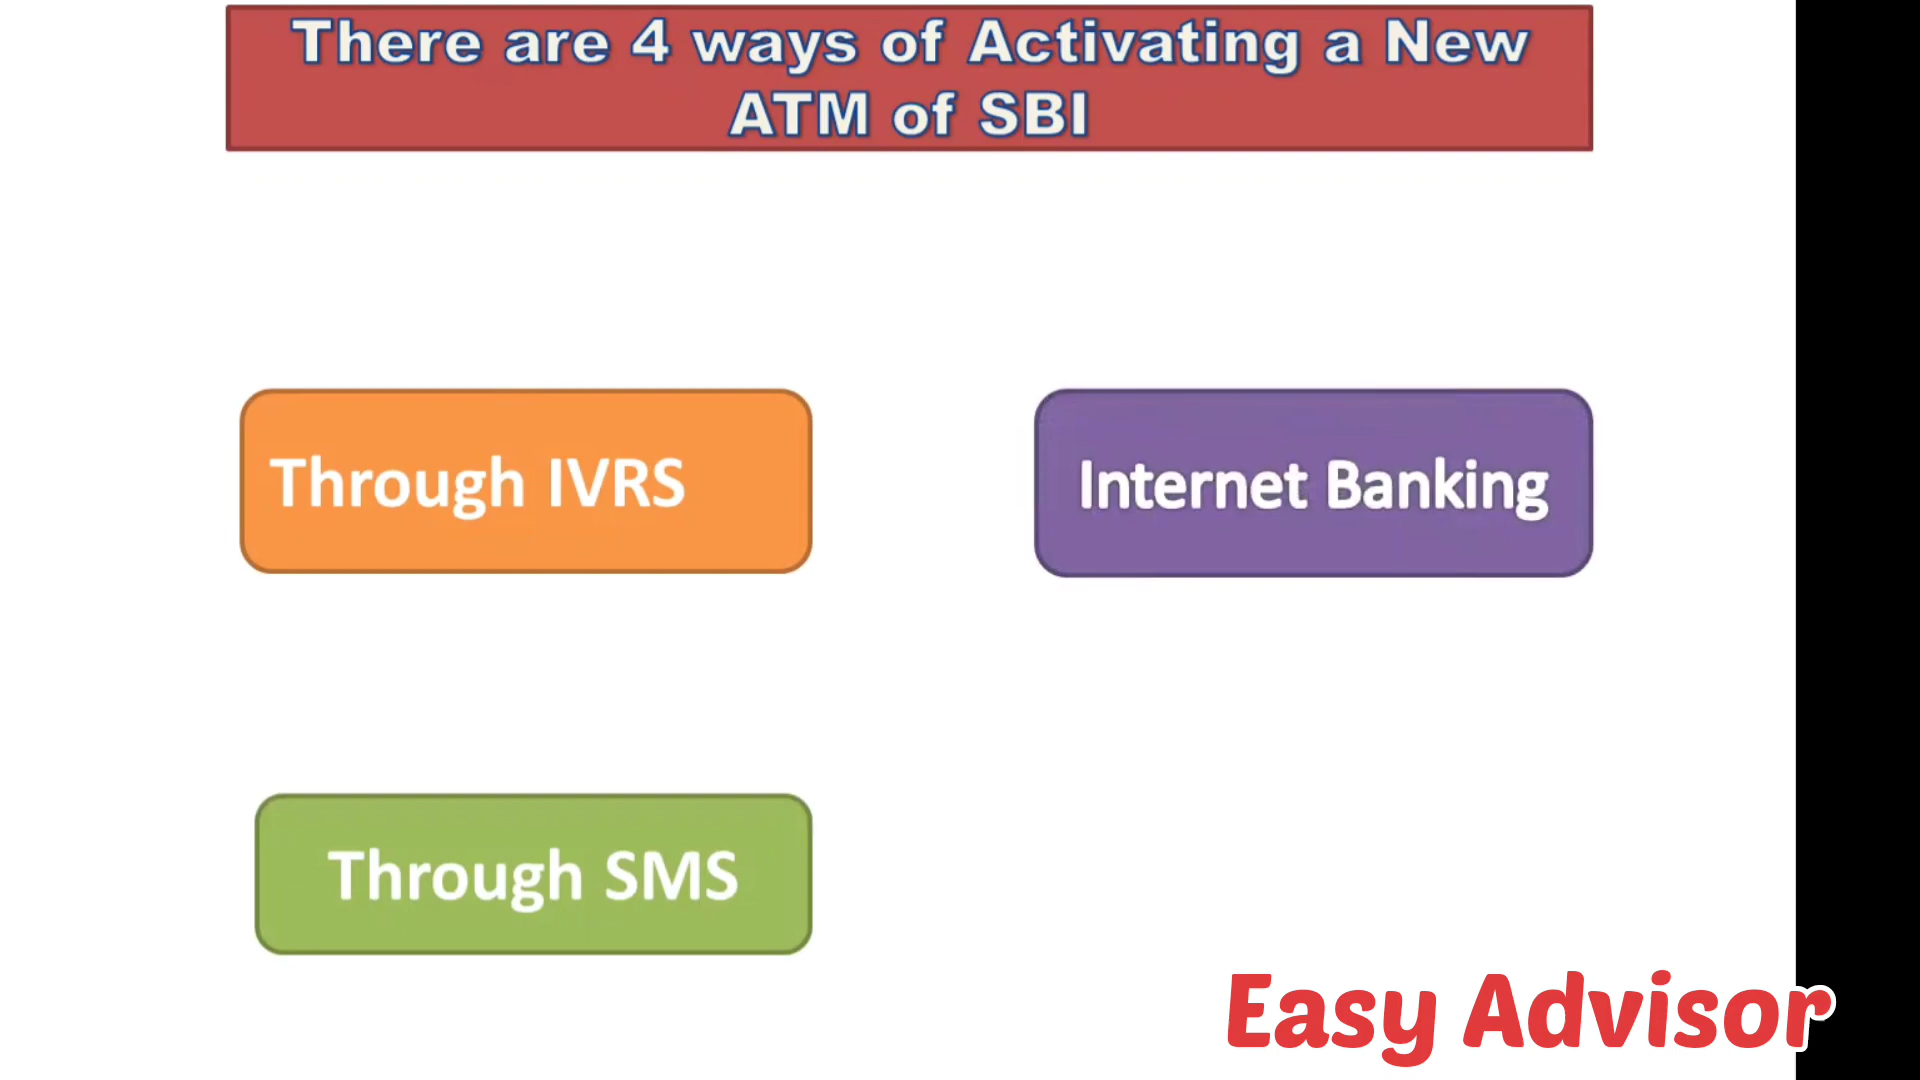 There are 4 ways of Activating a New
ATM of SBI
Through IVRS
Internet Banking
Through SMS
Easy Advisor